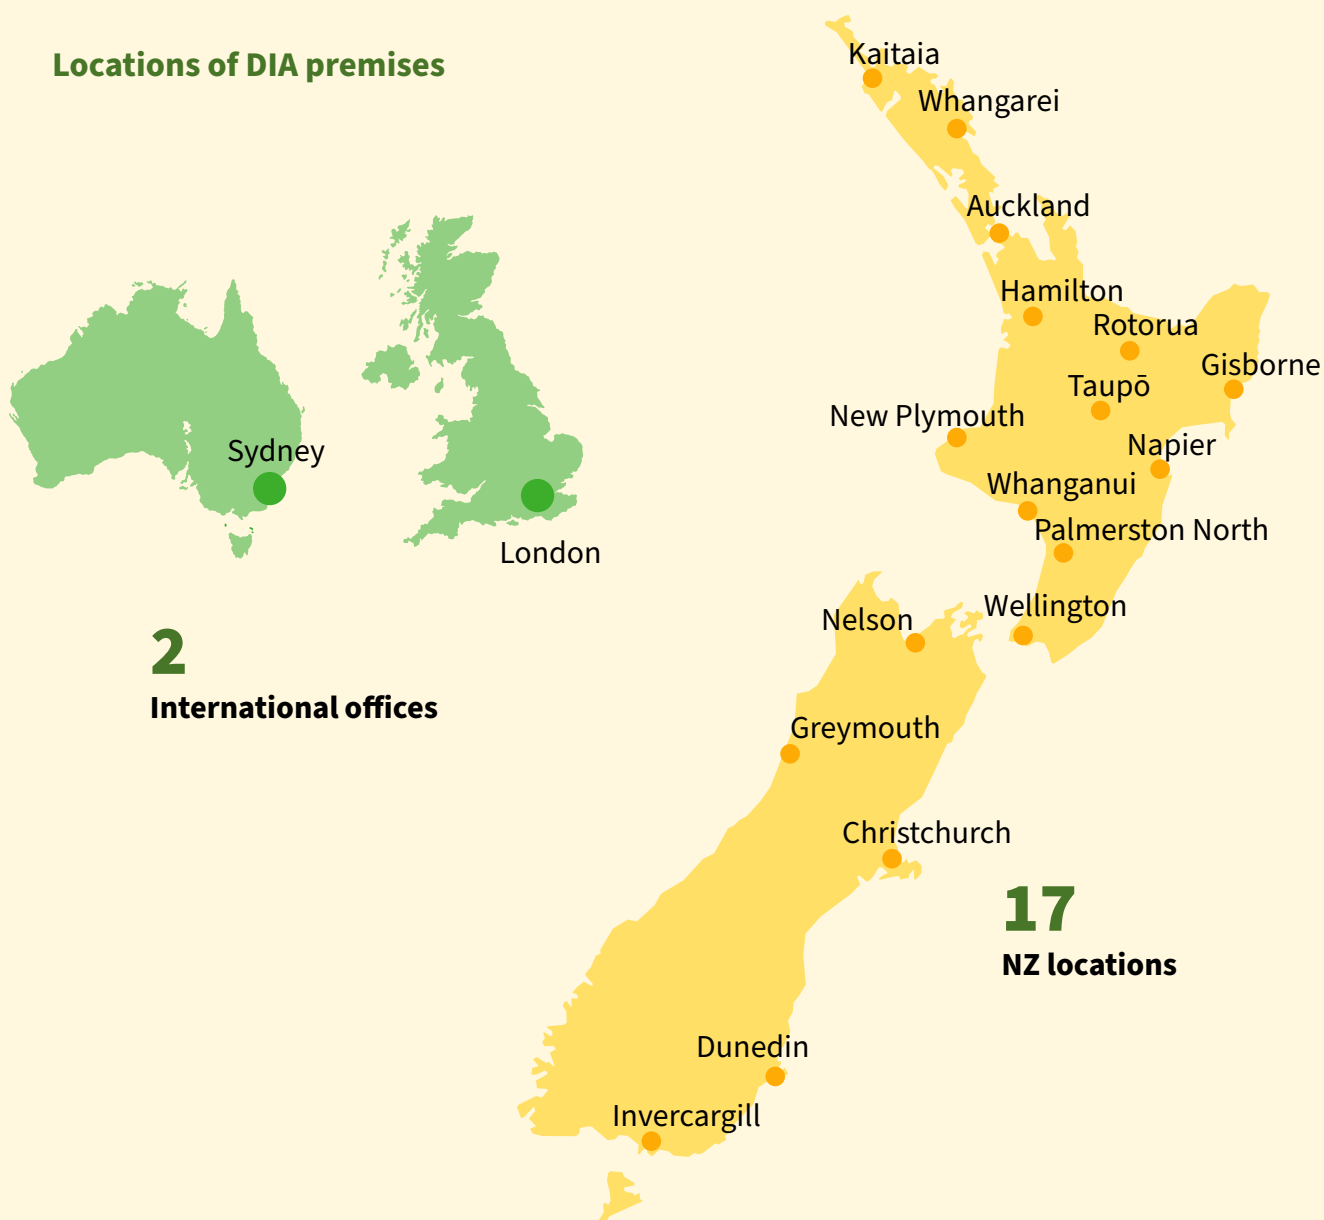 Locations of DIA premises
Kaitaia
Whangarei
Auckland
Hamilton
Rotorua
Gisborne
Taupō
New Plymouth
Napier
Whanganui
Palmerston North
Wellington
Sydney
London
2
International offices
Nelson
Greymouth
Christchurch
17
NZ locations
Dunedin
Invercargill